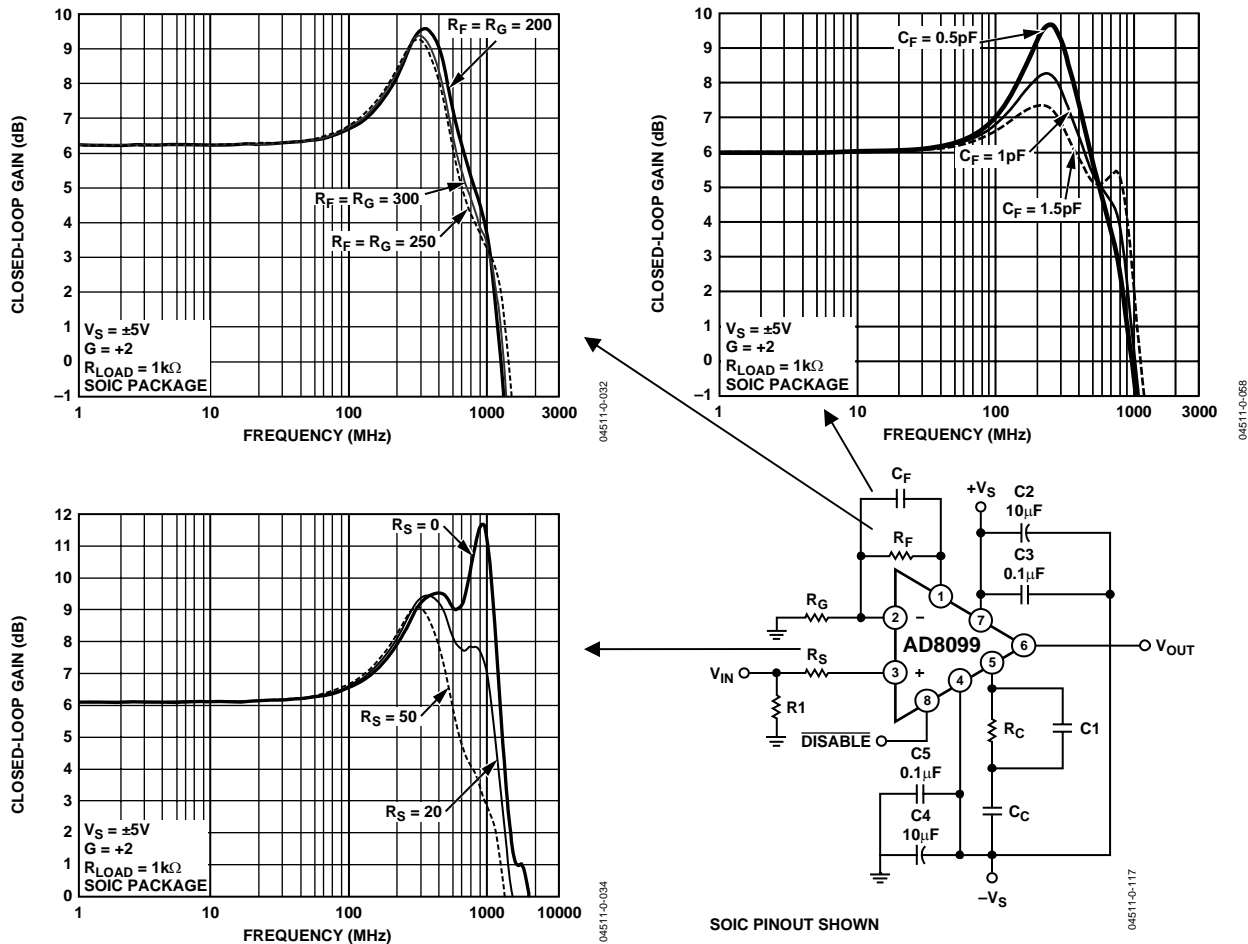 CLOSED-LOOP GAIN (dB)
10
9
8
7
6
5
4
3
2
1
0
–1
R_F = R_G = 200
R_F = R_G = 300
R_F = R_G = 250
V_S = ±5V
G = +2
R_LOAD = 1kΩ
SOIC PACKAGE
1 10 100 1000 3000
FREQUENCY (MHz)
04511-0-032
CLOSED-LOOP GAIN (dB)
10
9
8
7
6
5
4
3
2
1
0
–1
C_F = 0.5pF
C_F = 1pF
C_F = 1.5pF
V_S = ±5V
G = +2
R_LOAD = 1kΩ
SOIC PACKAGE
1 10 100 1000 3000
FREQUENCY (MHz)
04511-0-058
CLOSED-LOOP GAIN (dB)
12
11
10
9
8
7
6
5
4
3
2
1
0
R_S = 0
R_S = 50
R_S = 20
V_S = ±5V
G = +2
R_LOAD = 1kΩ
SOIC PACKAGE
1 10 100 1000 10000
FREQUENCY (MHz)
04511-0-034
C_F
R_F
R_G
R_S
V_IN
R1
DISABLE
+V_S
C2
10μF
C3
0.1μF
1
2
–
7
AD8099
6
V_OUT
3
+
4
5
8
R_C
C1
C5
0.1μF
C4
10μF
C_C
–V_S
SOIC PINOUT SHOWN
04511-0-117